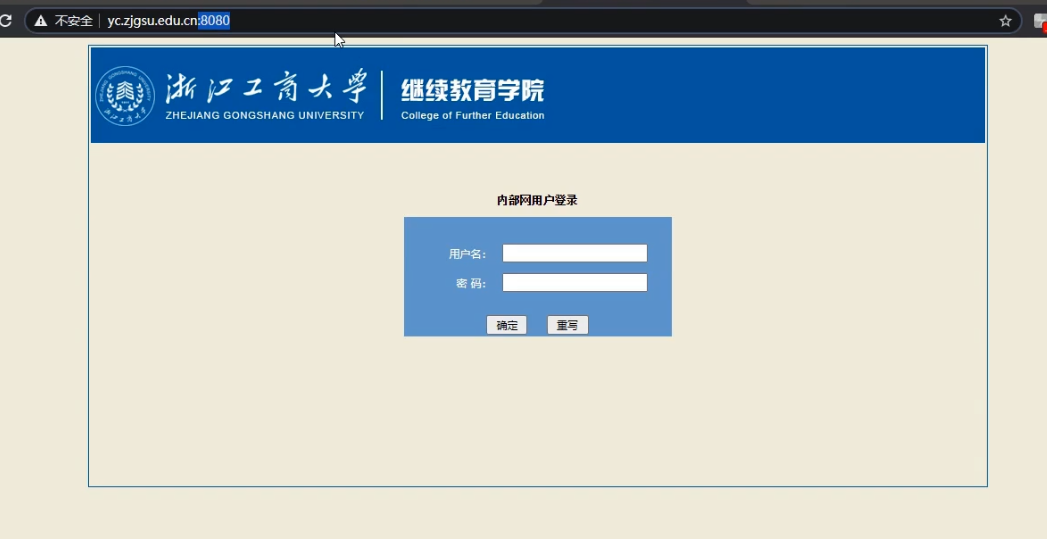 不安全 yc.zjgsu.edu.cn:8080
浙江工商大学 继续教育学院
ZHEJIANG GONGSHANG UNIVERSITY College of Further Education
内部网用户登录
用户名：
密 码：
确定 重写